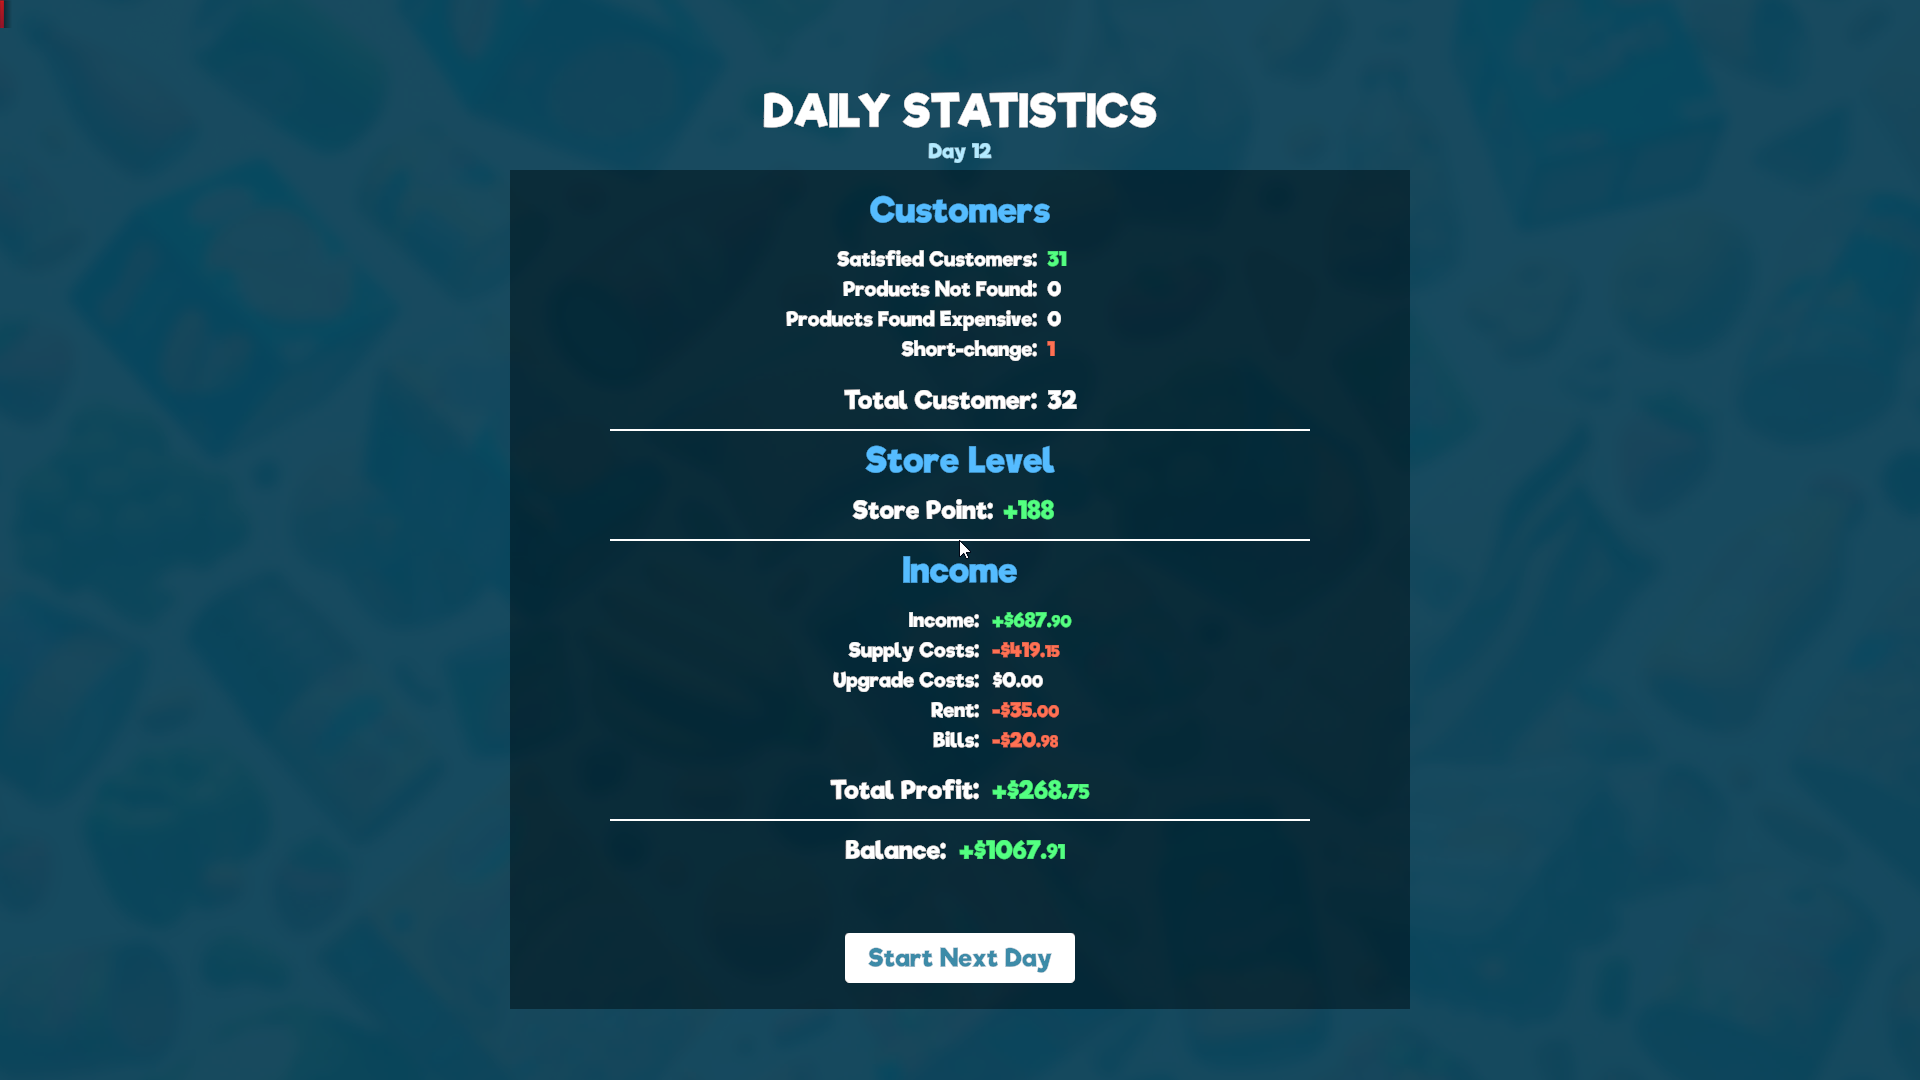 DAILY STATISTICS
Day 12
Customers
Satisfied Customers: 31
Products Not Found: 0
Products Found Expensive: 0
Short-change: 1
Total Customer: 32
Store Level
Store Point: +188
Income
Income: +$687.90
Supply Costs: -$419.15
Upgrade Costs: $0.00
Rent: -$35.00
Bills: -$20.98
Total Profit: +$268.75
Balance: +$1067.91
Start Next Day